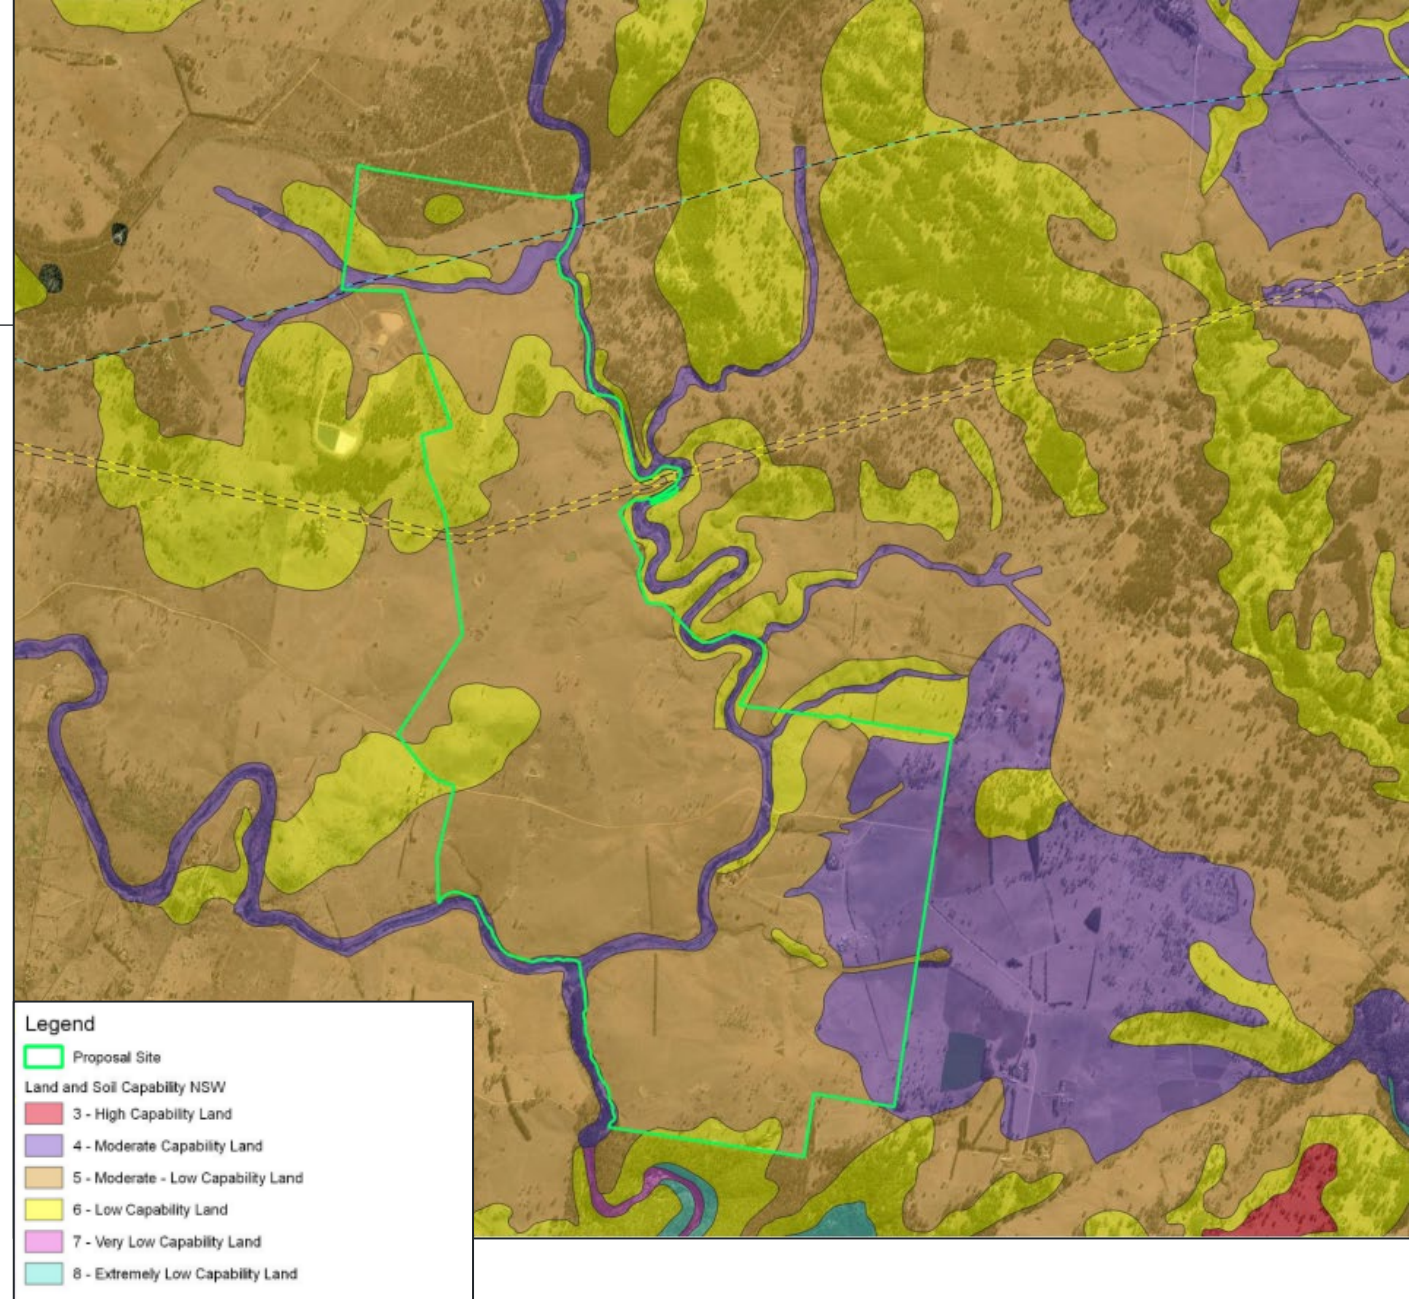 Legend
Proposal Site
Land and Soil Capability NSW
3 - High Capability Land
4 - Moderate Capability Land
5 - Moderate - Low Capability Land
6 - Low Capability Land
7 - Very Low Capability Land
8 - Extremely Low Capability Land